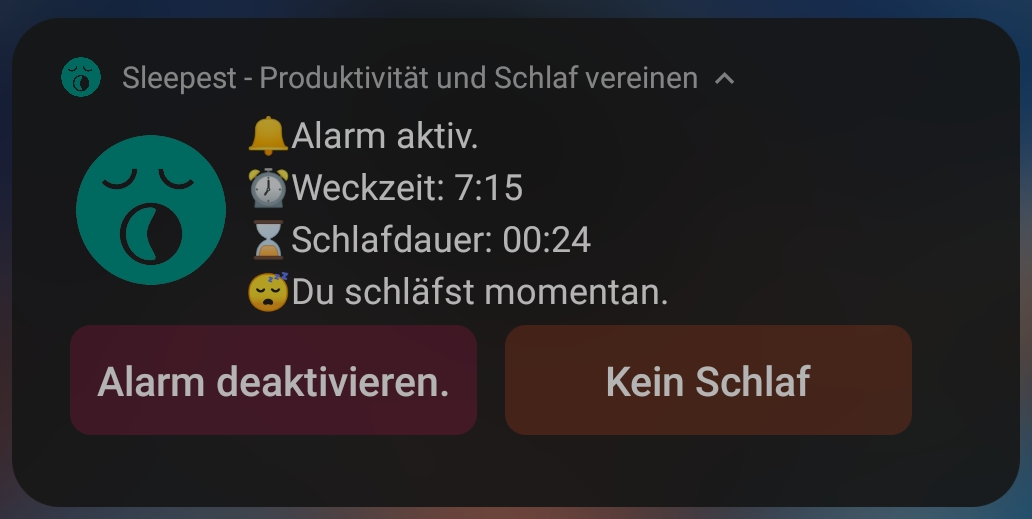 Sleepest - Produktivität und Schlaf vereinen
🔔Alarm aktiv.
⏰Weckzeit: 7:15
⏳Schlafdauer: 00:24
😴Du schläfst momentan.
Alarm deaktivieren.
Kein Schlaf